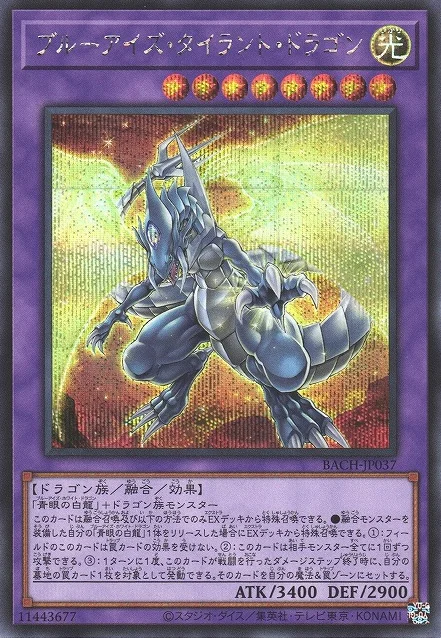 ブルーアイズ・タイラント・ドラゴン
光
BACH-JP037
【ドラゴン族／融合／効果】
「青眼の白龍」＋ドラゴン族モンスター
このカードは融合召喚及び以下の方法でのみEXデッキから特殊召喚できる。●融合モンスターを
装備した自分の「青眼の白龍」1体をリリースした場合にEXデッキから特殊召喚できる。①：フィー
ルドのこのカードは罠カードの効果を受けない。②：このカードは相手モンスター全てに1回ずつ
攻撃できる。③：1ターンに1度、このカードが戦闘を行ったダメージステップ終了時に、自分の
墓地の罠カード1枚を対象として発動できる。そのカードを自分の魔法＆罠ゾーンにセットする。
ATK/3400 DEF/2900
11443677
©スタジオ・ダイス／集英社・テレビ東京・KONAMI